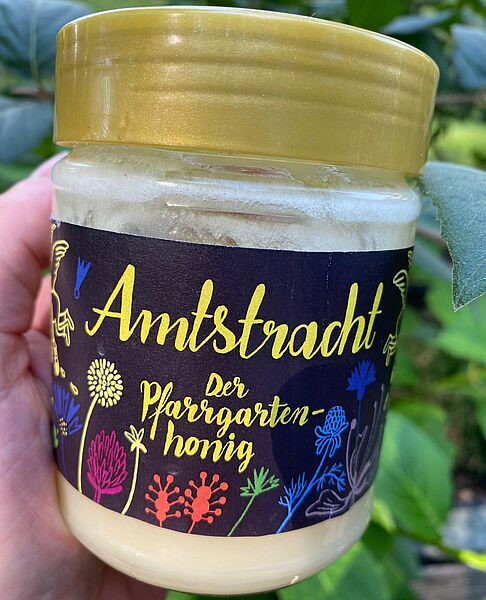 Amtstracht
Der
Pfarrgarten-
honig